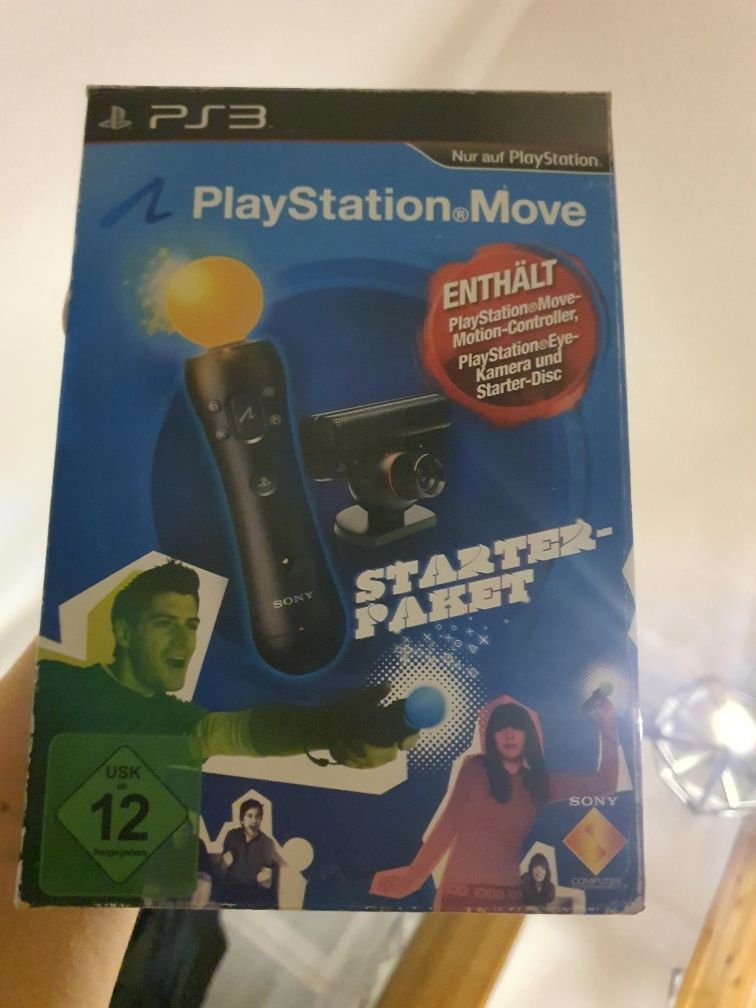 PS3
Nur auf PlayStation®
PlayStation®Move
ENTHÄLT
PlayStation®Move-
Motion-Controller,
PlayStation®Eye-
Kamera und
Starter-Disc
STARTER-
PAKET
SONY
USK
ab
12
freigegeben
SONY
COMPUTER